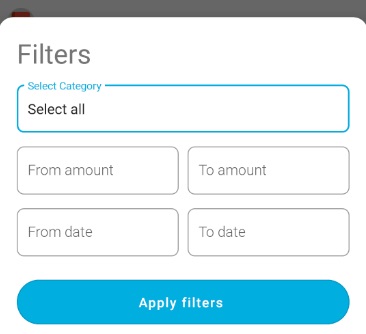 Filters
Select Category
Select all
From amount To amount
From date To date
Apply filters